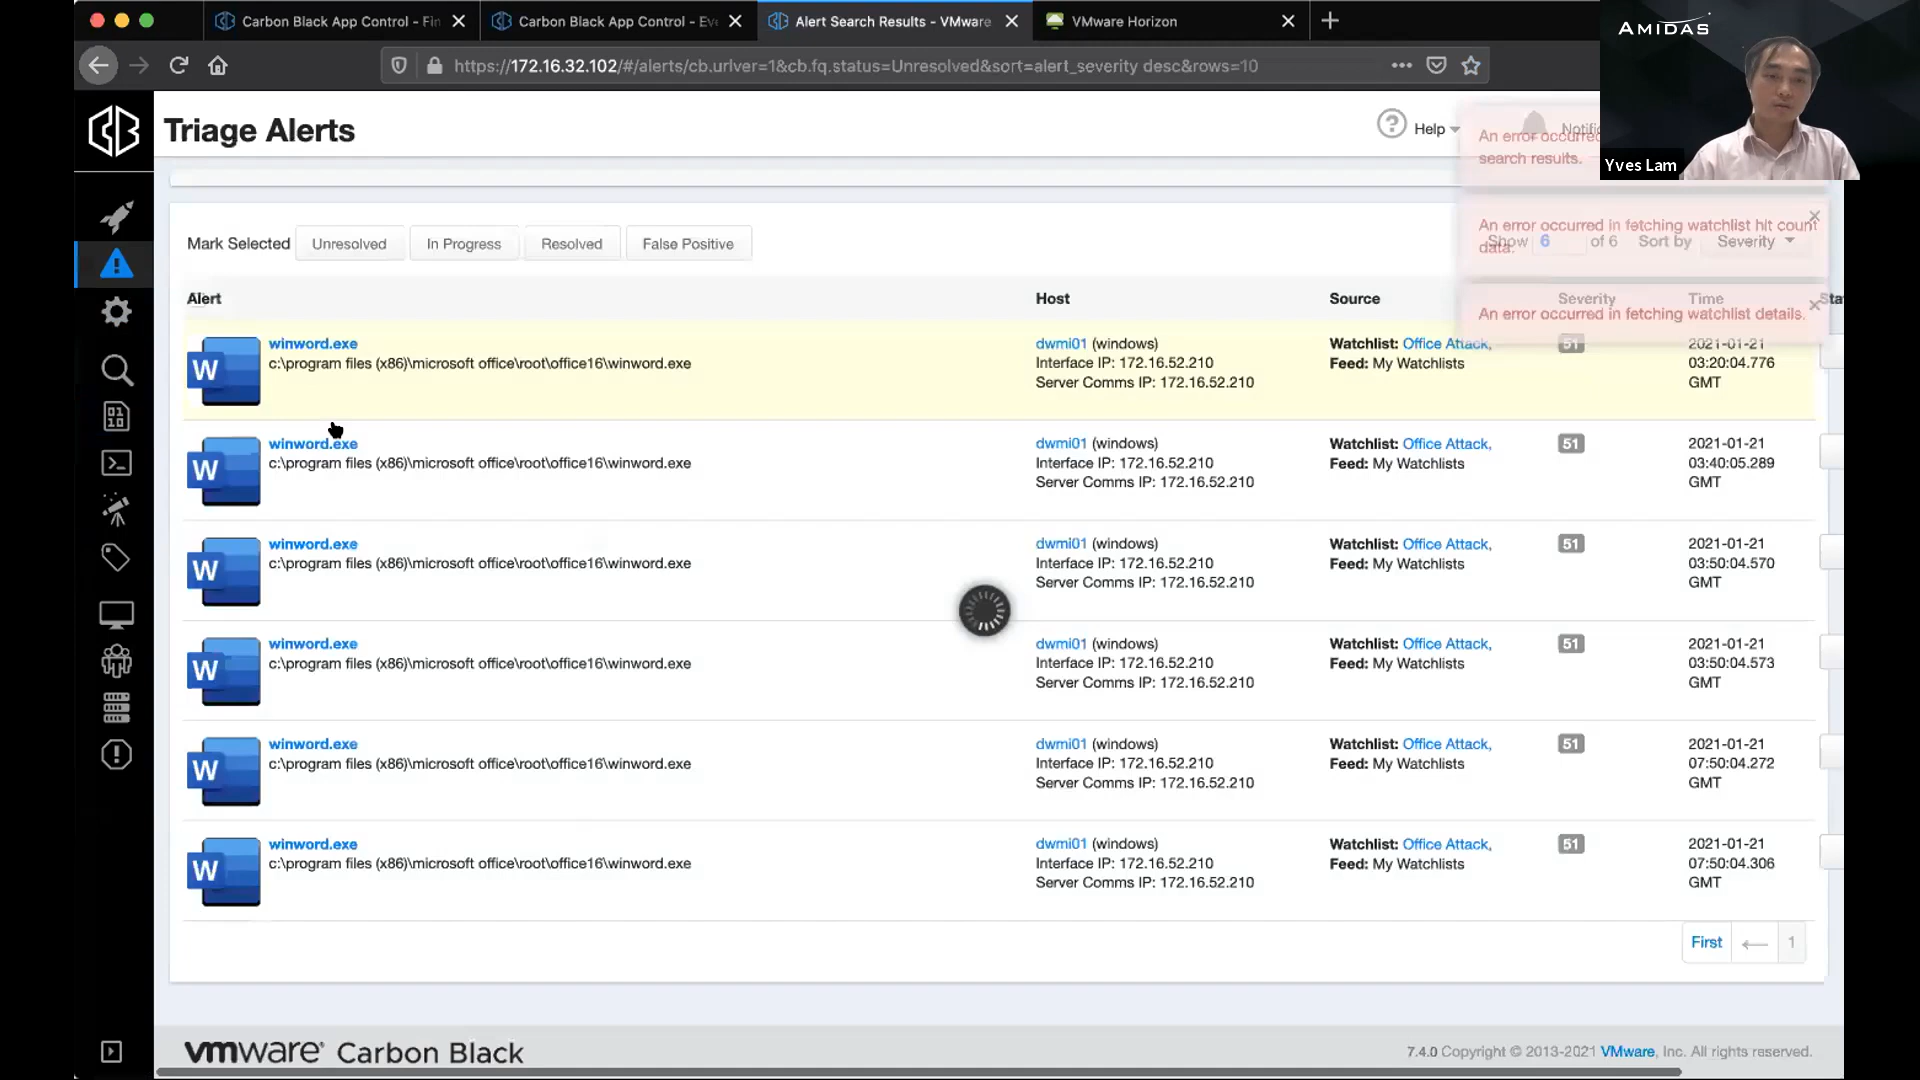 Carbon Black App Control - Fin
Carbon Black App Control - Eve
Alert Search Results - VMware
VMware Horizon
https://172.16.32.102/#/alerts/cb.urlver=1&cb.fq.status=Unresolved&sort=alert_severity desc&rows=10
AMIDAS
Yves Lam
Triage Alerts
Help
Notific
An error occurred
search results.
Mark Selected
Unresolved
In Progress
Resolved
False Positive
An error occurred in fetching watchlist hit count
data.
Show 6 of 6 Sort by Severity
An error occurred in fetching watchlist details.
Alert Host Source Severity Time Sta
winword.exe dwmi01 (windows) Watchlist: Office Attack, 51 2021-01-21
c:\program files (x86)\microsoft office\root\office16\winword.exe Interface IP: 172.16.52.210 Feed: My Watchlists 03:20:04.776
Server Comms IP: 172.16.52.210 GMT
winword.exe dwmi01 (windows) Watchlist: Office Attack, 51 2021-01-21
c:\program files (x86)\microsoft office\root\office16\winword.exe Interface IP: 172.16.52.210 Feed: My Watchlists 03:40:05.289
Server Comms IP: 172.16.52.210 GMT
winword.exe dwmi01 (windows) Watchlist: Office Attack, 51 2021-01-21
c:\program files (x86)\microsoft office\root\office16\winword.exe Interface IP: 172.16.52.210 Feed: My Watchlists 03:50:04.570
Server Comms IP: 172.16.52.210 GMT
winword.exe dwmi01 (windows) Watchlist: Office Attack, 51 2021-01-21
c:\program files (x86)\microsoft office\root\office16\winword.exe Interface IP: 172.16.52.210 Feed: My Watchlists 03:50:04.573
Server Comms IP: 172.16.52.210 GMT
winword.exe dwmi01 (windows) Watchlist: Office Attack, 51 2021-01-21
c:\program files (x86)\microsoft office\root\office16\winword.exe Interface IP: 172.16.52.210 Feed: My Watchlists 07:50:04.272
Server Comms IP: 172.16.52.210 GMT
winword.exe dwmi01 (windows) Watchlist: Office Attack, 51 2021-01-21
c:\program files (x86)\microsoft office\root\office16\winword.exe Interface IP: 172.16.52.210 Feed: My Watchlists 07:50:04.306
Server Comms IP: 172.16.52.210 GMT
First ← 1
vmware® Carbon Black
7.4.0 Copyright © 2013-2021 VMware, Inc. All rights reserved.